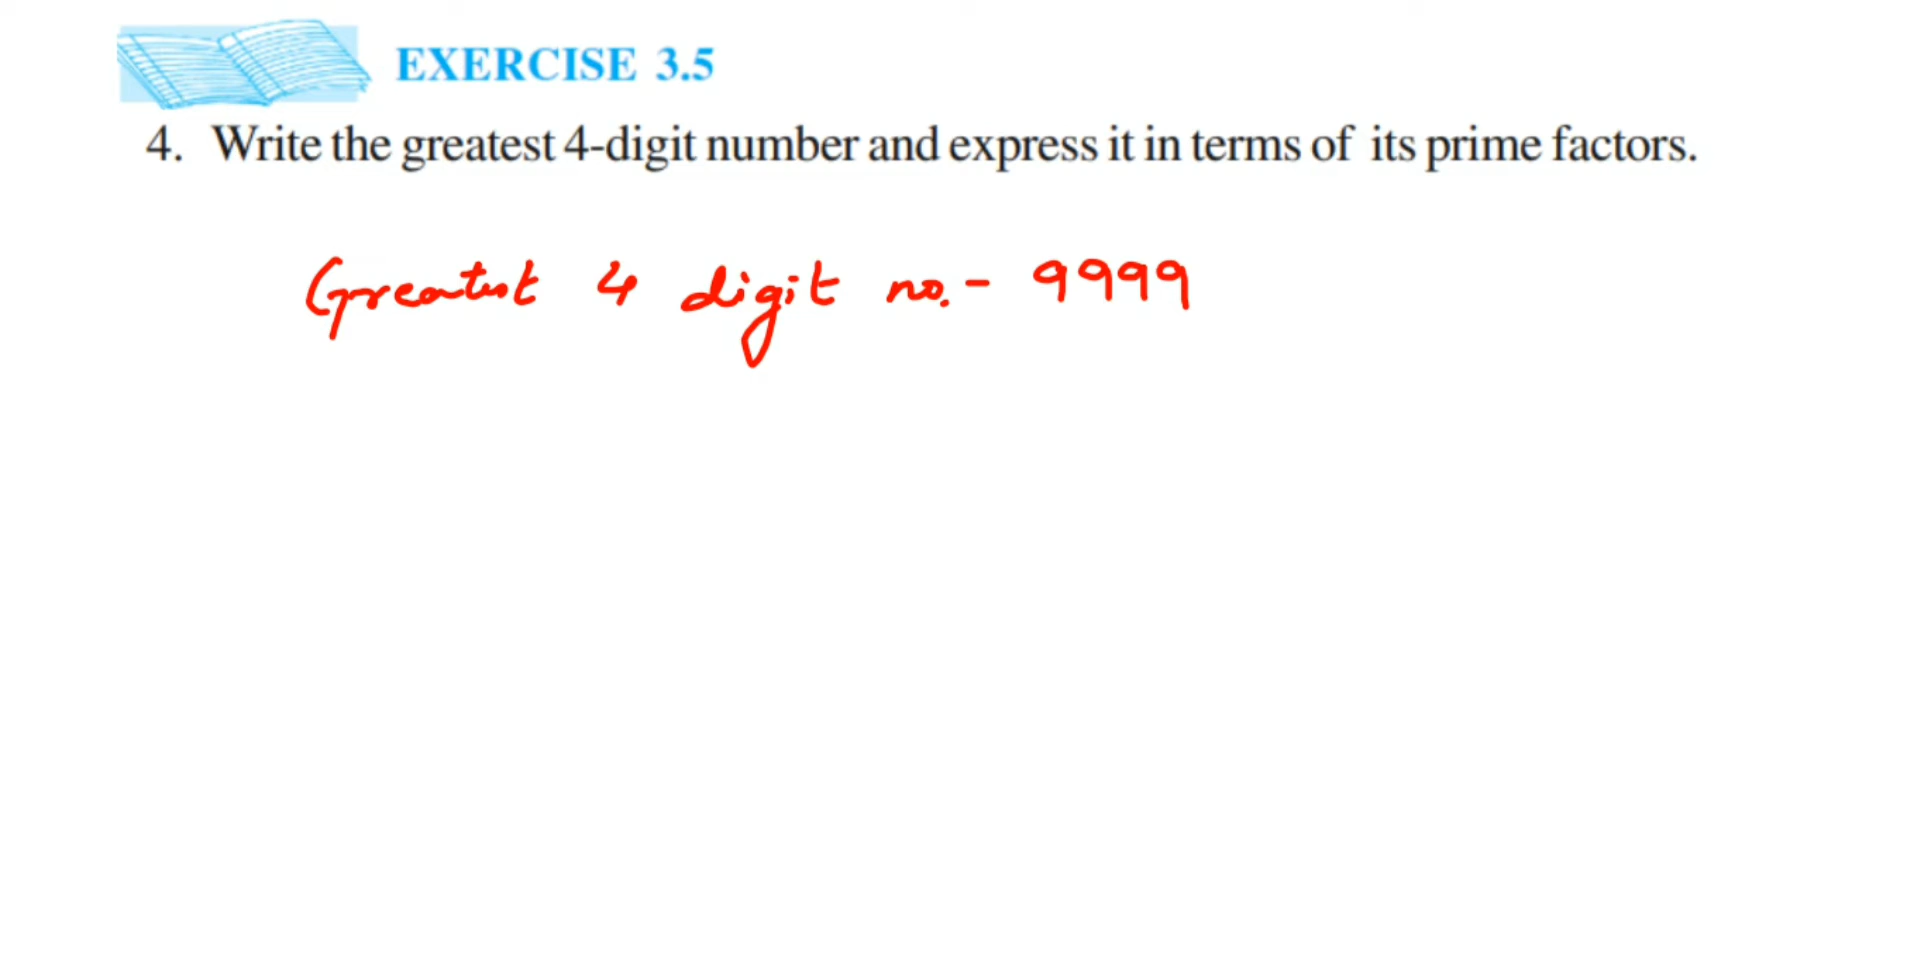 EXERCISE 3.5
4. Write the greatest 4-digit number and express it in terms of its prime factors.
Greatest 4 digit no. - 9999